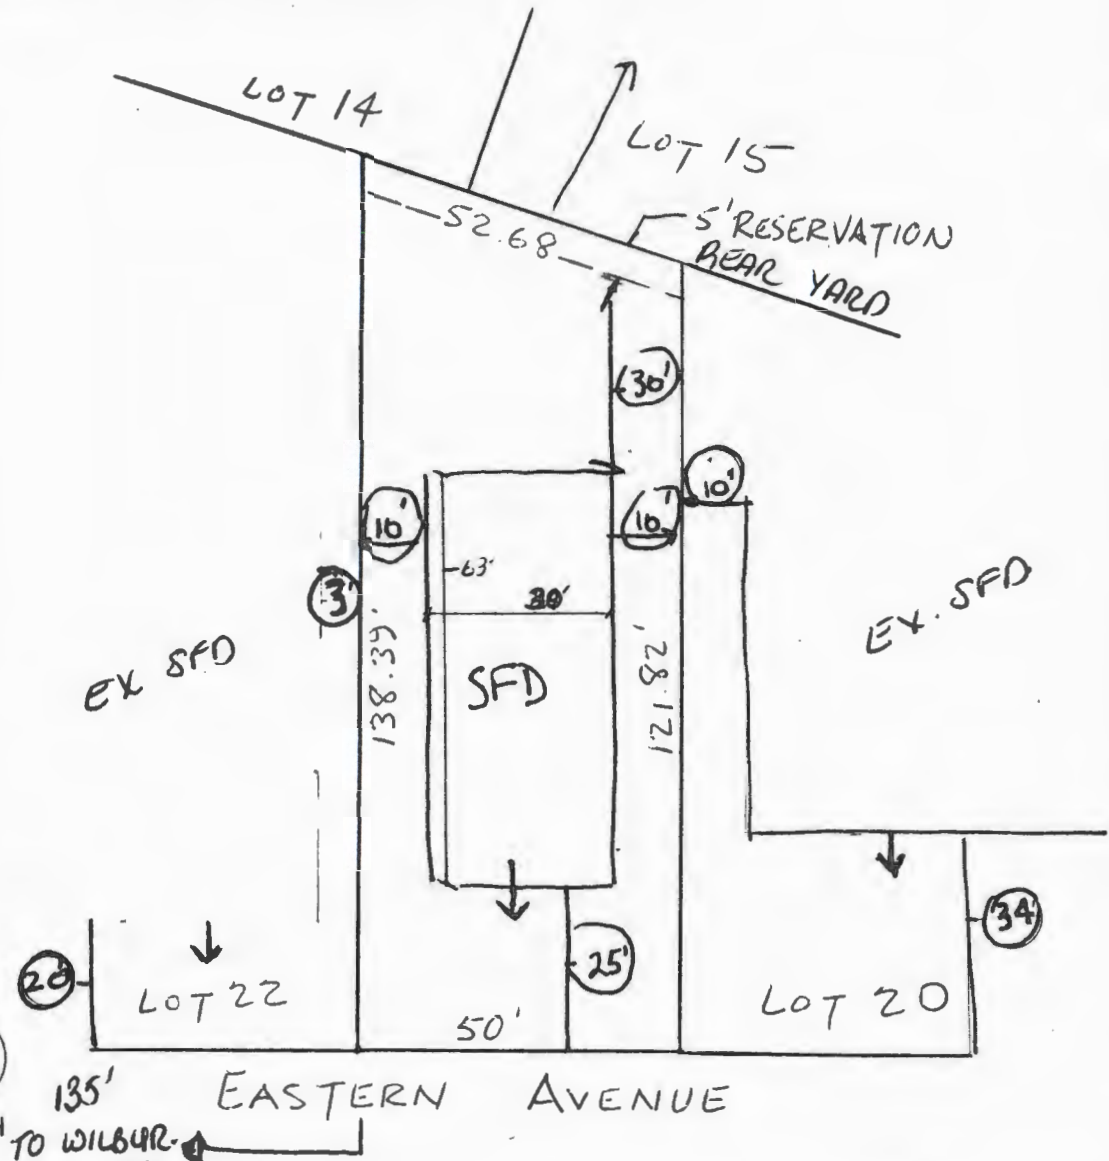 LOT 14
LOT 15
52.68
5' RESERVATION
REAR YARD
30'
10'
10'
10'
63'
30'
3'
EX SFD
138.39'
SFD
121.82'
EX. SFD
20'
LOT 22
25'
50'
LOT 20
34'
EASTERN AVENUE
135'
' TO WILBUR.